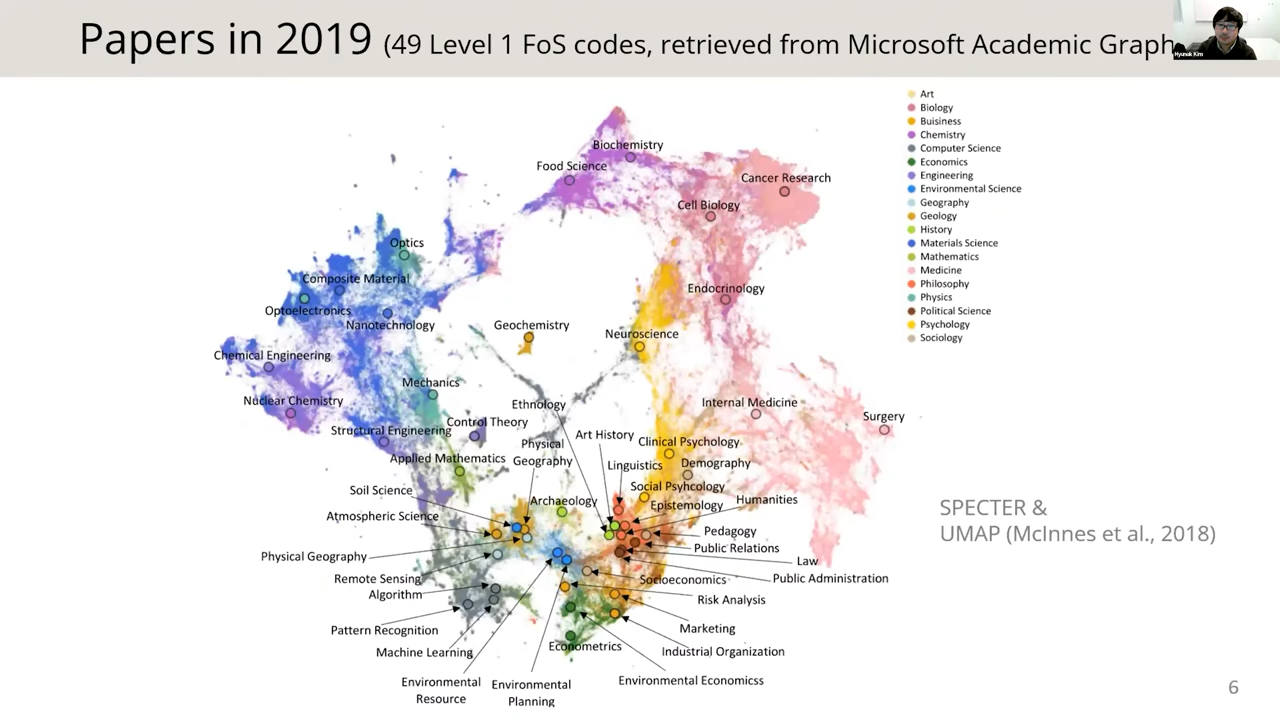 Papers in 2019 (49 Level 1 FoS codes, retrieved from Microsoft Academic Graph
Hyunuk Kim
Art
Biology
Buisiness
Chemistry
Computer Science
Economics
Engineering
Environmental Science
Geography
Geology
History
Materials Science
Mathematics
Medicine
Philosophy
Physics
Political Science
Psychology
Sociology
Biochemistry
Food Science
Cancer Research
Cell Biology
Optics
Composite Material
Endocrinology
Optoelectronics
Nanotechnology
Geochemistry
Neuroscience
Chemical Engineering
Mechanics
Nuclear Chemistry
Ethnology
Internal Medicine
Surgery
Structural Engineering
Control Theory
Art History
Clinical Psychology
Physical
Geography
Applied Mathematics
Linguistics
Demography
Soil Science
Social Psyhcology
Archaeology
Epistemology
Humanities
Atmospheric Science
Pedagogy
Public Relations
Physical Geography
Law
Remote Sensing
Socioeconomics
Public Administration
Algorithm
Risk Analysis
Pattern Recognition
Marketing
Machine Learning
Econometrics
Industrial Organization
Environmental
Resource
Environmental
Planning
Environmental Economicss
SPECTER &
UMAP (McInnes et al., 2018)
6